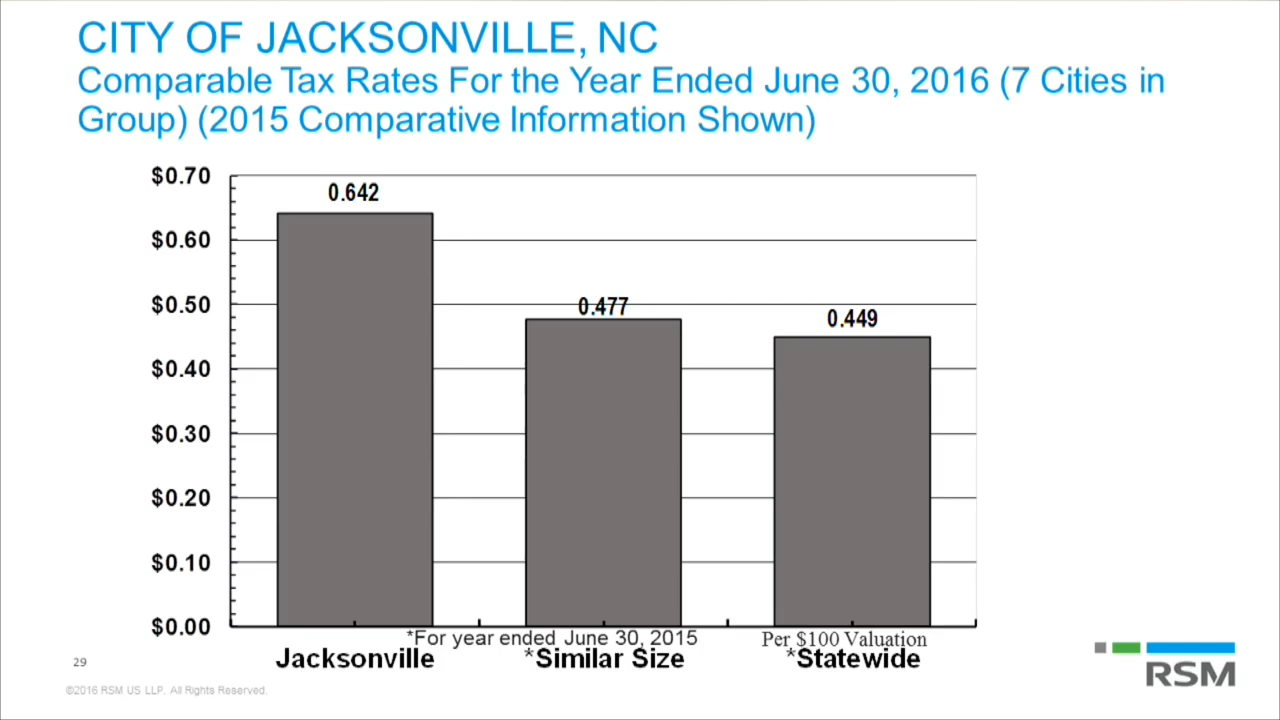 CITY OF JACKSONVILLE, NC
Comparable Tax Rates For the Year Ended June 30, 2016 (7 Cities in
Group) (2015 Comparative Information Shown)
$0.70
0.642
$0.60
$0.50
0.477
0.449
$0.40
$0.30
$0.20
$0.10
$0.00
*For year ended June 30, 2015
Per $100 Valuation
Jacksonville
*Similar Size
*Statewide
29
RSM
©2016 RSM US LLP. All Rights Reserved.